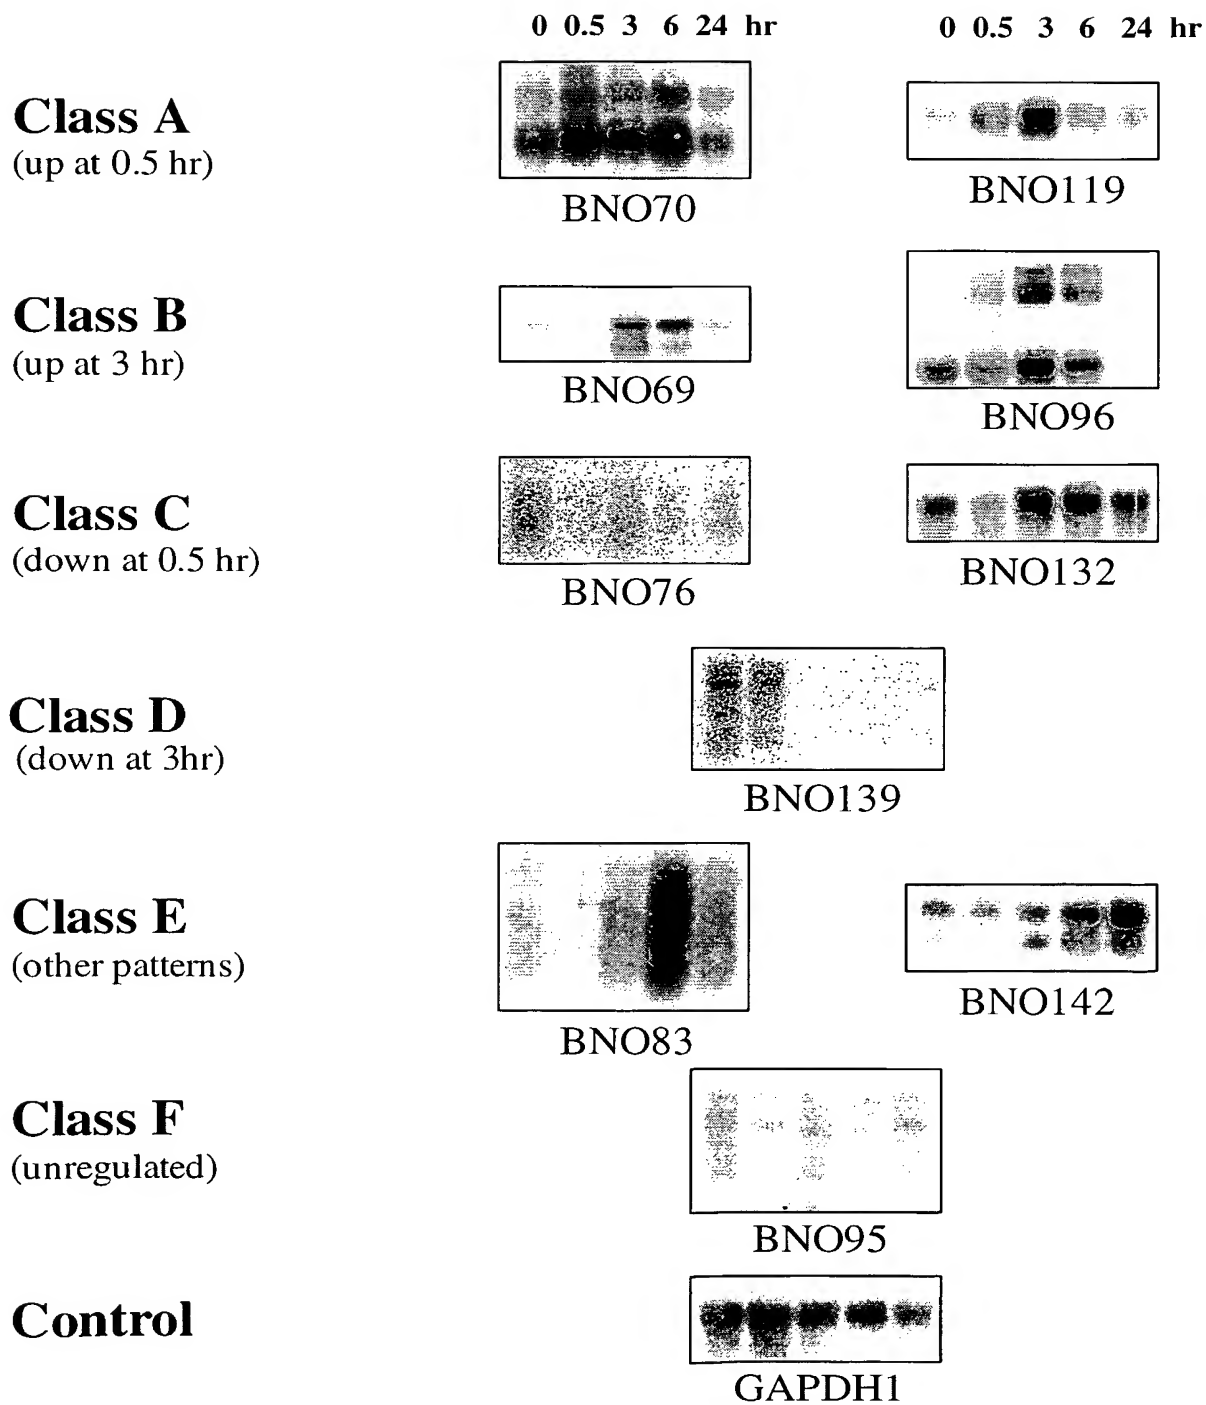 0 0.5 3 6 24 hr
0 0.5 3 6 24 hr
Class A
(up at 0.5 hr)
BNO70
BNO119
Class B
(up at 3 hr)
BNO69
BNO96
Class C
(down at 0.5 hr)
BNO76
BNO132
Class D
(down at 3hr)
BNO139
Class E
(other patterns)
BNO83
BNO142
Class F
(unregulated)
BNO95
Control
GAPDH1